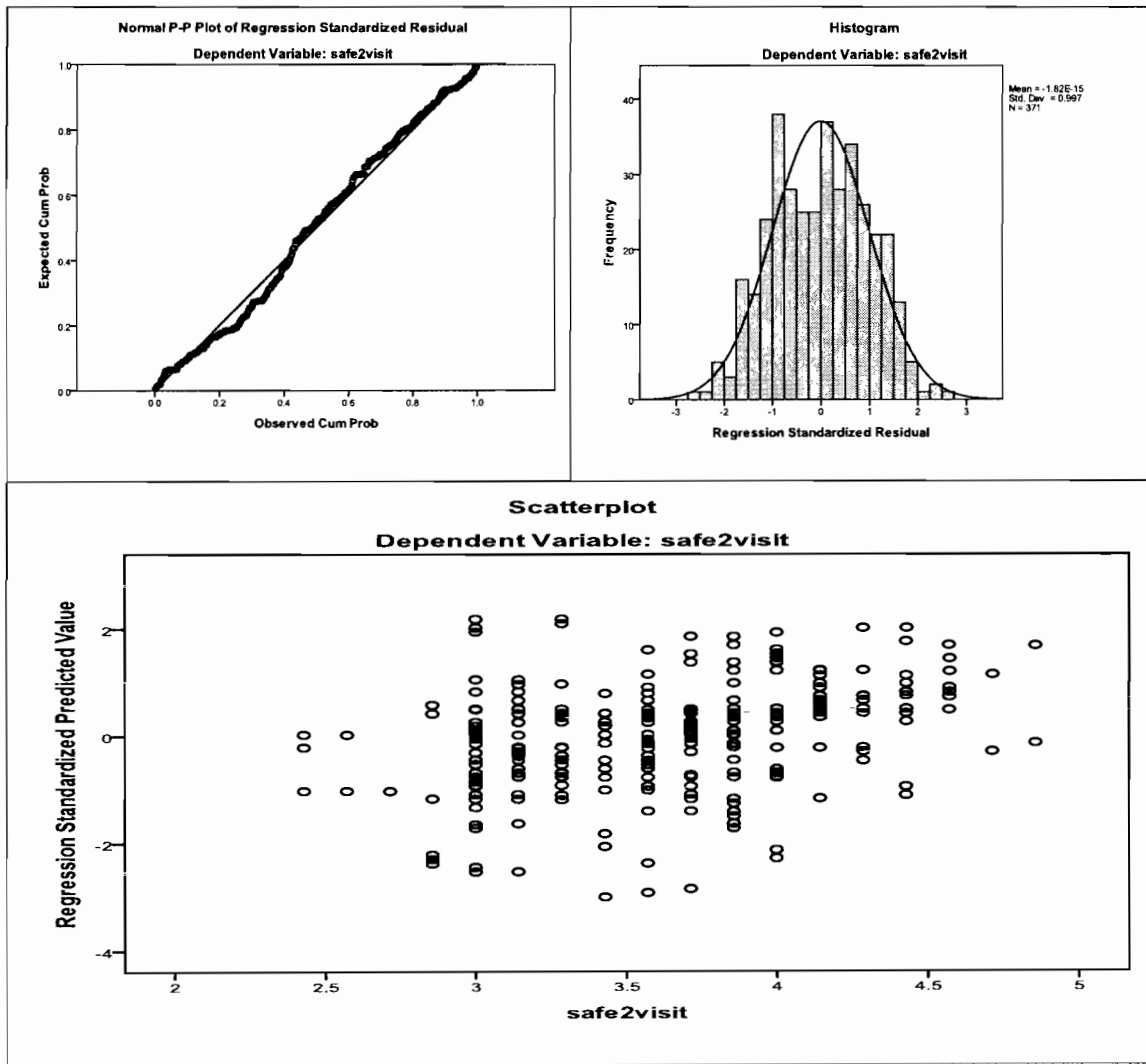 Normal P-P Plot of Regression Standardized Residual
Dependent Variable: safe2visit
1.0
0.8
0.6
0.4
0.2
0.0
Expected Cum Prob
0.0 0.2 0.4 0.6 0.8 1.0
Observed Cum Prob
Histogram
Dependent Variable: safe2visit
Mean = -1.82E-15
Std. Dev = 0.997
N = 371
40
30
20
10
0
Frequency
-3 -2 -1 0 1 2 3
Regression Standardized Residual
Scatterplot
Dependent Variable: safe2visit
Regression Standardized Predicted Value
2
0
-2
-4
2 2.5 3 3.5 4 4.5 5
safe2visit